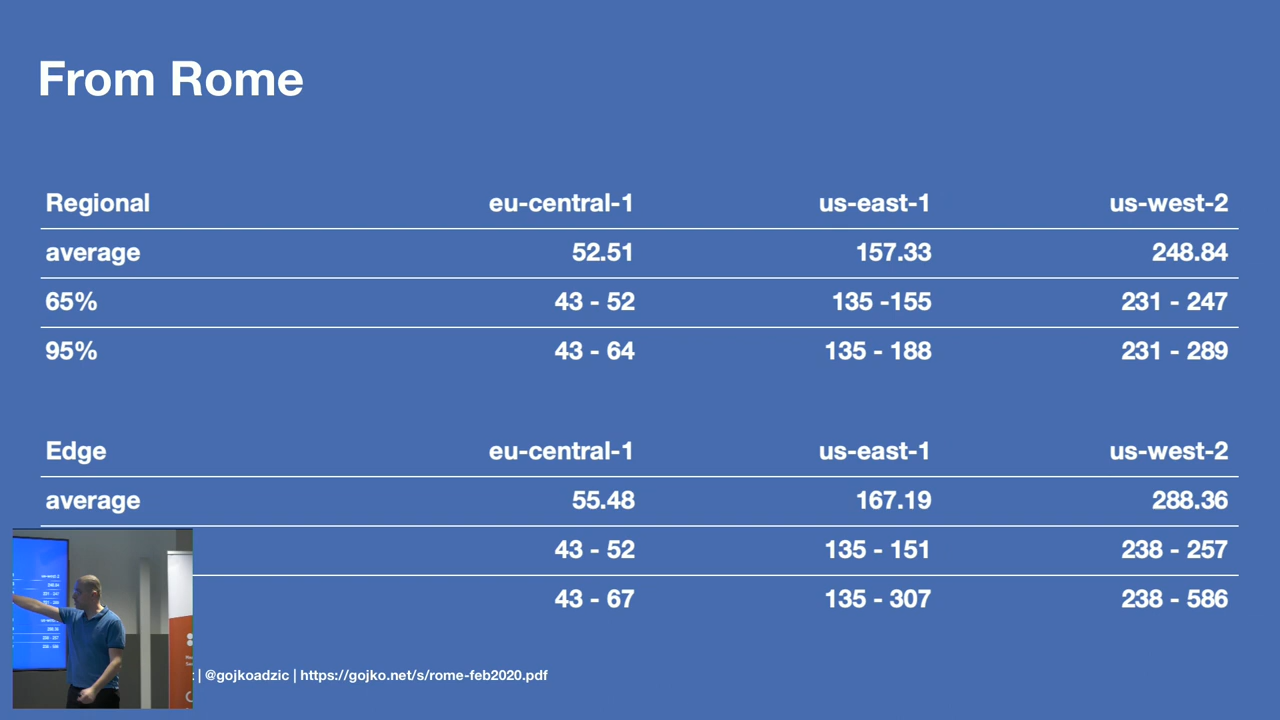 From Rome
Regional eu-central-1 us-east-1 us-west-2
average 52.51 157.33 248.84
65% 43 - 52 135 -155 231 - 247
95% 43 - 64 135 - 188 231 - 289
Edge eu-central-1 us-east-1 us-west-2
average 55.48 167.19 288.36
43 - 52 135 - 151 238 - 257
43 - 67 135 - 307 238 - 586
| @gojkoadzic | https://gojko.net/s/rome-feb2020.pdf